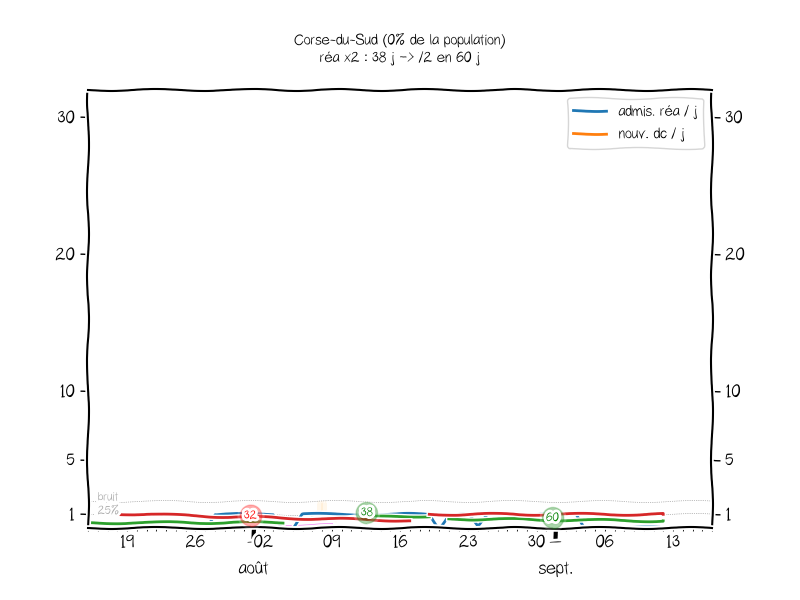 Corse-du-Sud (0% de la population)
réa x2 : 38 j -> /2 en 60 j
admis. réa / j
nouv. dc / j
30 30
20 20
10 10
5 5
bruit
25%
1 1
32 38 60
19 26 02 09 16 23 30 06 13
août sept.